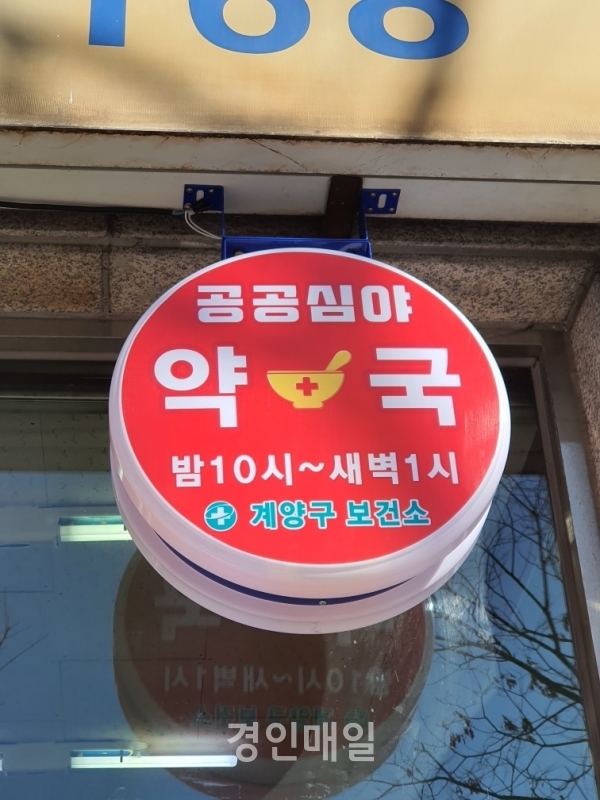 공공심야
약국
밤10시~새벽1시
계양구 보건소
경인매일